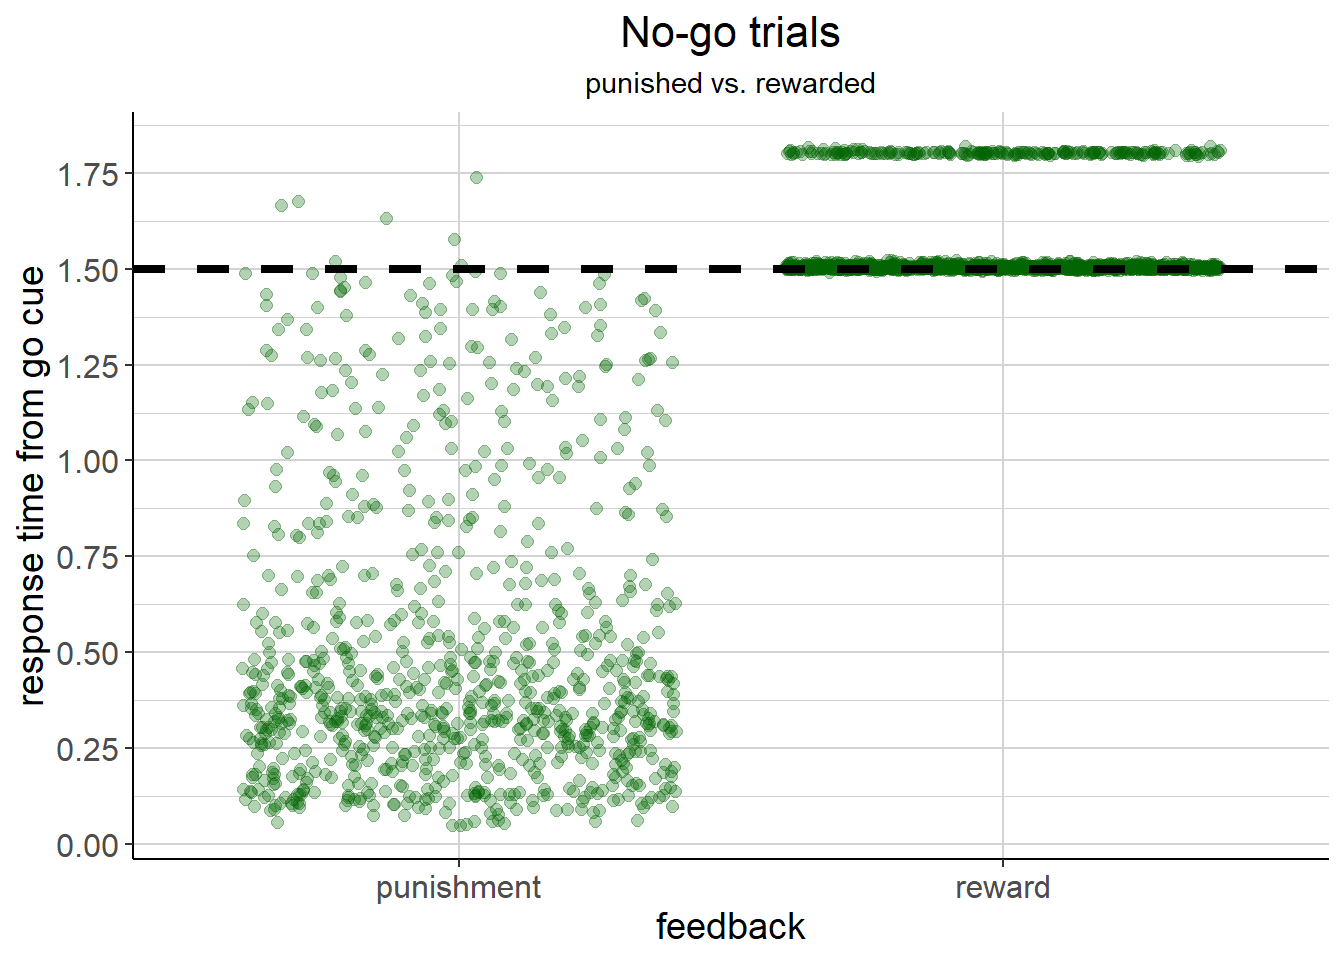 No-go trials
punished vs. rewarded
response time from go cue
1.75
1.50
1.25
1.00
0.75
0.50
0.25
0.00
punishment reward
feedback